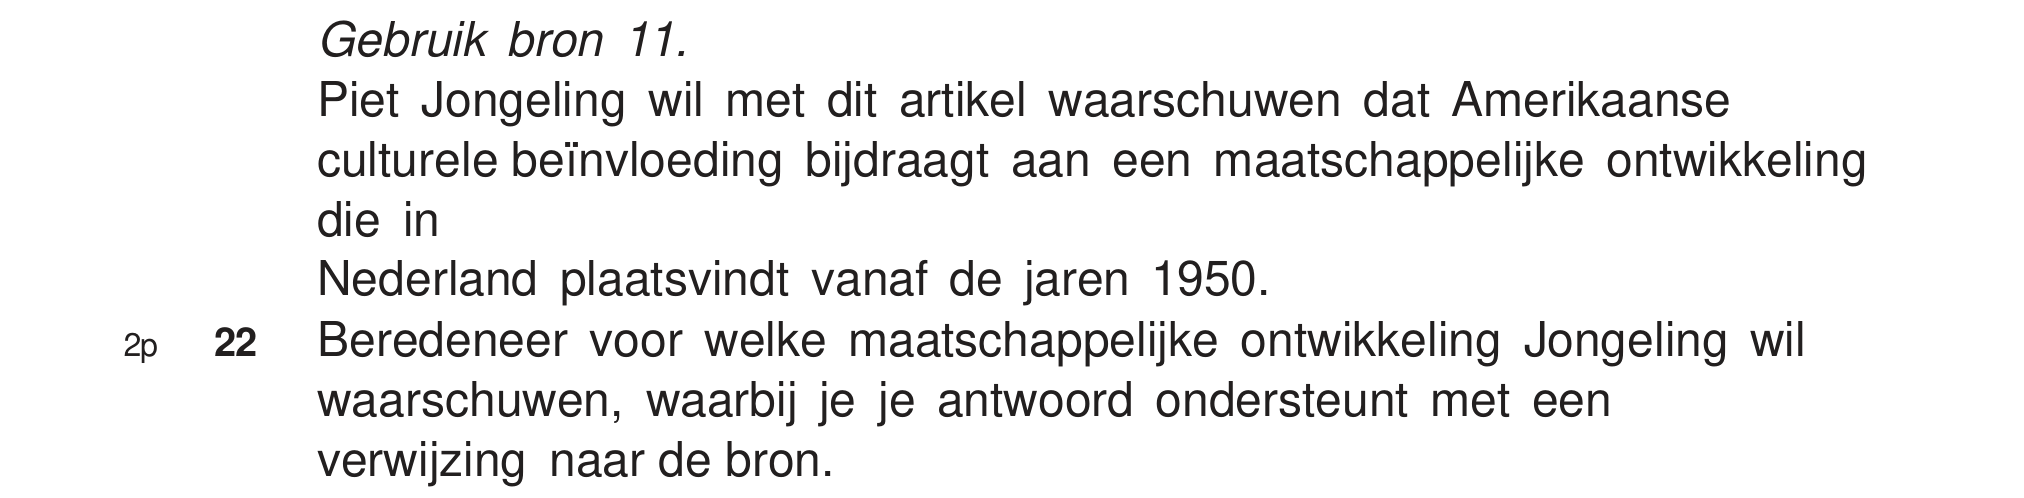 Gebruik bron 11.
Piet Jongeling wil met dit artikel waarschuwen dat Amerikaanse
culturele beïnvloeding bijdraagt aan een maatschappelijke ontwikkeling
die in
Nederland plaatsvindt vanaf de jaren 1950.
2p 22 Beredeneer voor welke maatschappelijke ontwikkeling Jongeling wil
waarschuwen, waarbij je je antwoord ondersteunt met een
verwijzing naar de bron.